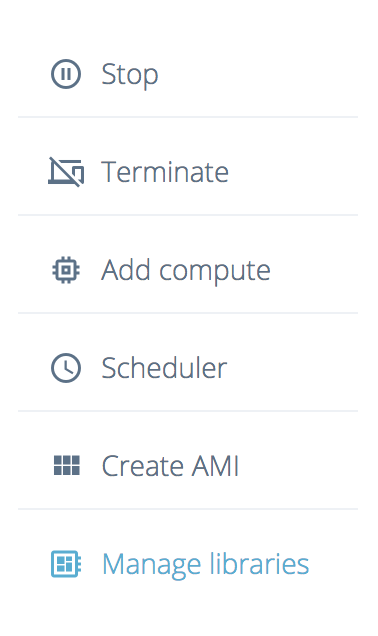 Stop
Terminate
Add compute
Scheduler
Create AMI
Manage libraries